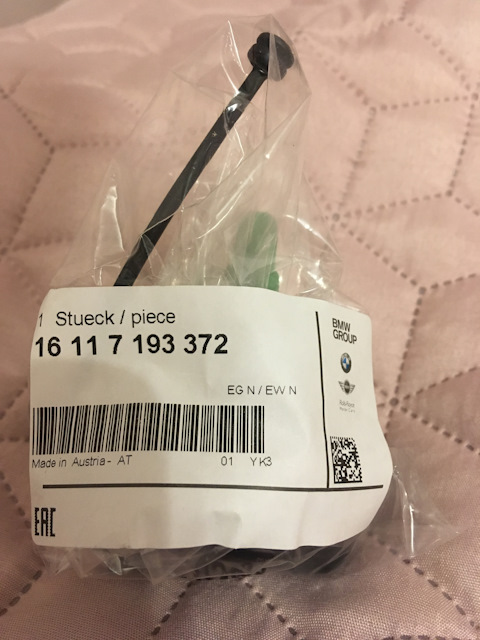 1 Stueck / piece
16 11 7 193 372
EG N / EW N
Made in Austria - AT 01 YK3
EAC
BMW
GROUP